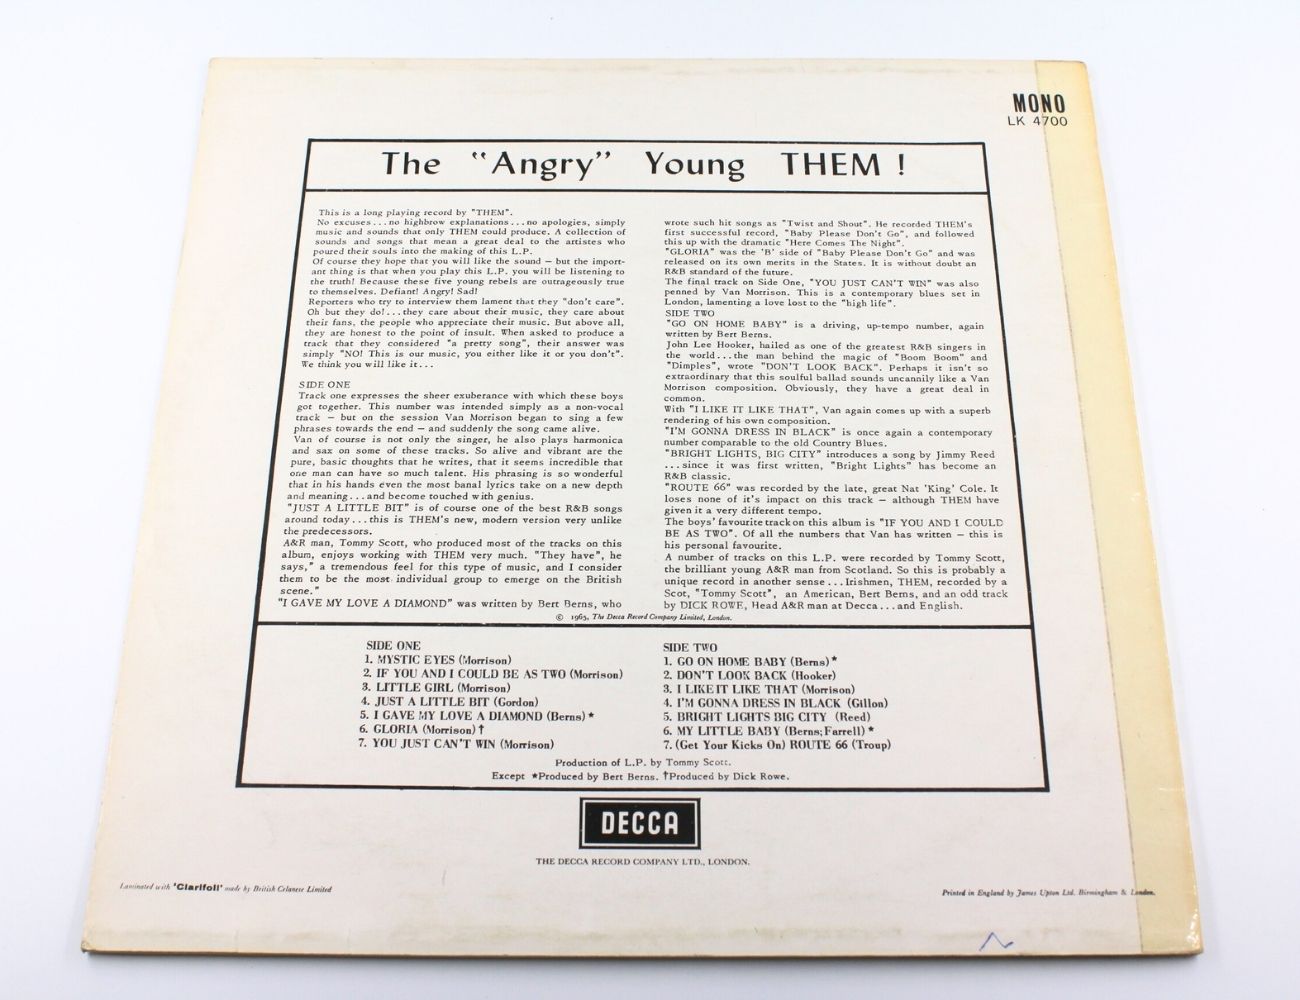 MONO
LK 4700
The "Angry" Young THEM !
This is a long playing record by "THEM".
No excuses...no highbrow explanations...no apologies, simply
music and sounds that only THEM could produce. A collection of
sounds and songs that mean a great deal to the artistes who
poured their souls into the making of this L.P.
Of course they hope that you will like the sound — but the import-
ant thing is that when you play this L.P. you will be listening to
the truth! Because these five young rebels are outrageously true
to themselves. Defiant! Angry! Sad!
Reporters who try to interview them lament that they "don't care".
Oh but they do!...they care about their music, they care about
their fans, the people who appreciate their music. But above all,
they are honest to the point of insult. When asked to produce a
track that they considered "a pretty song", their answer was
simply "NO! This is our music, you either like it or you don't".
We think you will like it...
SIDE ONE
Track one expresses the sheer exuberance with which these boys
got together. This number was intended simply as a non-vocal
track — but on the session Van Morrison began to sing a few
phrases towards the end — and suddenly the song came alive.
Van of course is not only the singer, he also plays harmonica
and sax on some of these tracks. So alive and vibrant are the
pure, basic thoughts that he writes, that it seems incredible that
one man can have so much talent. His phrasing is so wonderful
that in his hands even the most banal lyrics take on a new depth
and meaning...and become touched with genius.
"JUST A LITTLE BIT" is of course one of the best R&B songs
around today...this is THEM's new, modern version very unlike
the predecessors.
A&R man, Tommy Scott, who produced most of the tracks on this
album, enjoys working with THEM very much. "They have", he
says," a tremendous feel for this type of music, and I consider
them to be the most individual group to emerge on the British
scene."
"I GAVE MY LOVE A DIAMOND" was written by Bert Berns, who
wrote such hit songs as "Twist and Shout". He recorded THEM's
first successful record, "Baby Please Don't Go", and followed
this up with the dramatic "Here Comes The Night".
"GLORIA" was the 'B' side of "Baby Please Don't Go" and was
released on its own merits in the States. It is without doubt an
R&B standard of the future.
The final track on Side One, "YOU JUST CAN'T WIN" was also
penned by Van Morrison. This is a contemporary blues set in
London, lamenting a love lost to the "high life".
SIDE TWO
"GO ON HOME BABY" is a driving, up-tempo number, again
written by Bert Berns.
John Lee Hooker, hailed as one of the greatest R&B singers in
the world...the man behind the magic of "Boom Boom" and
"Dimples", wrote "DON'T LOOK BACK". Perhaps it isn't so
extraordinary that this soulful ballad sounds uncannily like a Van
Morrison composition. Obviously, they have a great deal in
common.
With "I LIKE IT LIKE THAT", Van again comes up with a superb
rendering of his own composition.
"I'M GONNA DRESS IN BLACK" is once again a contemporary
number comparable to the old Country Blues.
"BRIGHT LIGHTS, BIG CITY" introduces a song by Jimmy Reed
...since it was first written, "Bright Lights" has become an
R&B classic.
"ROUTE 66" was recorded by the late, great Nat 'King' Cole. It
loses none of it's impact on this track — although THEM have
given it a very different tempo.
The boys' favourite track on this album is "IF YOU AND I COULD
BE AS TWO". Of all the numbers that Van has written — this is
his personal favourite.
A number of tracks on this L.P. were recorded by Tommy Scott,
the brilliant young A&R man from Scotland. So this is probably a
unique record in another sense...Irishmen, THEM, recorded by a
Scot, "Tommy Scott", an American, Bert Berns, and an odd track
by DICK ROWE, Head A&R man at Decca...and English.
© 1965, The Decca Record Company Limited, London.
SIDE ONE
1. MYSTIC EYES (Morrison)
2. IF YOU AND I COULD BE AS TWO (Morrison)
3. LITTLE GIRL (Morrison)
4. JUST A LITTLE BIT (Gordon)
5. I GAVE MY LOVE A DIAMOND (Berns) ★
6. GLORIA (Morrison) †
7. YOU JUST CAN'T WIN (Morrison)
SIDE TWO
1. GO ON HOME BABY (Berns) ★
2. DON'T LOOK BACK (Hooker)
3. I LIKE IT LIKE THAT (Morrison)
4. I'M GONNA DRESS IN BLACK (Gillon)
5. BRIGHT LIGHTS BIG CITY (Reed)
6. MY LITTLE BABY (Berns; Farrell) ★
7. (Get Your Kicks On) ROUTE 66 (Troup)
Production of L.P. by Tommy Scott.
Except ★Produced by Bert Berns. †Produced by Dick Rowe.
DECCA
THE DECCA RECORD COMPANY LTD., LONDON.
Laminated with 'Clarifoil' made by British Celanese Limited
Printed in England by James Upton Ltd. Birmingham & London.